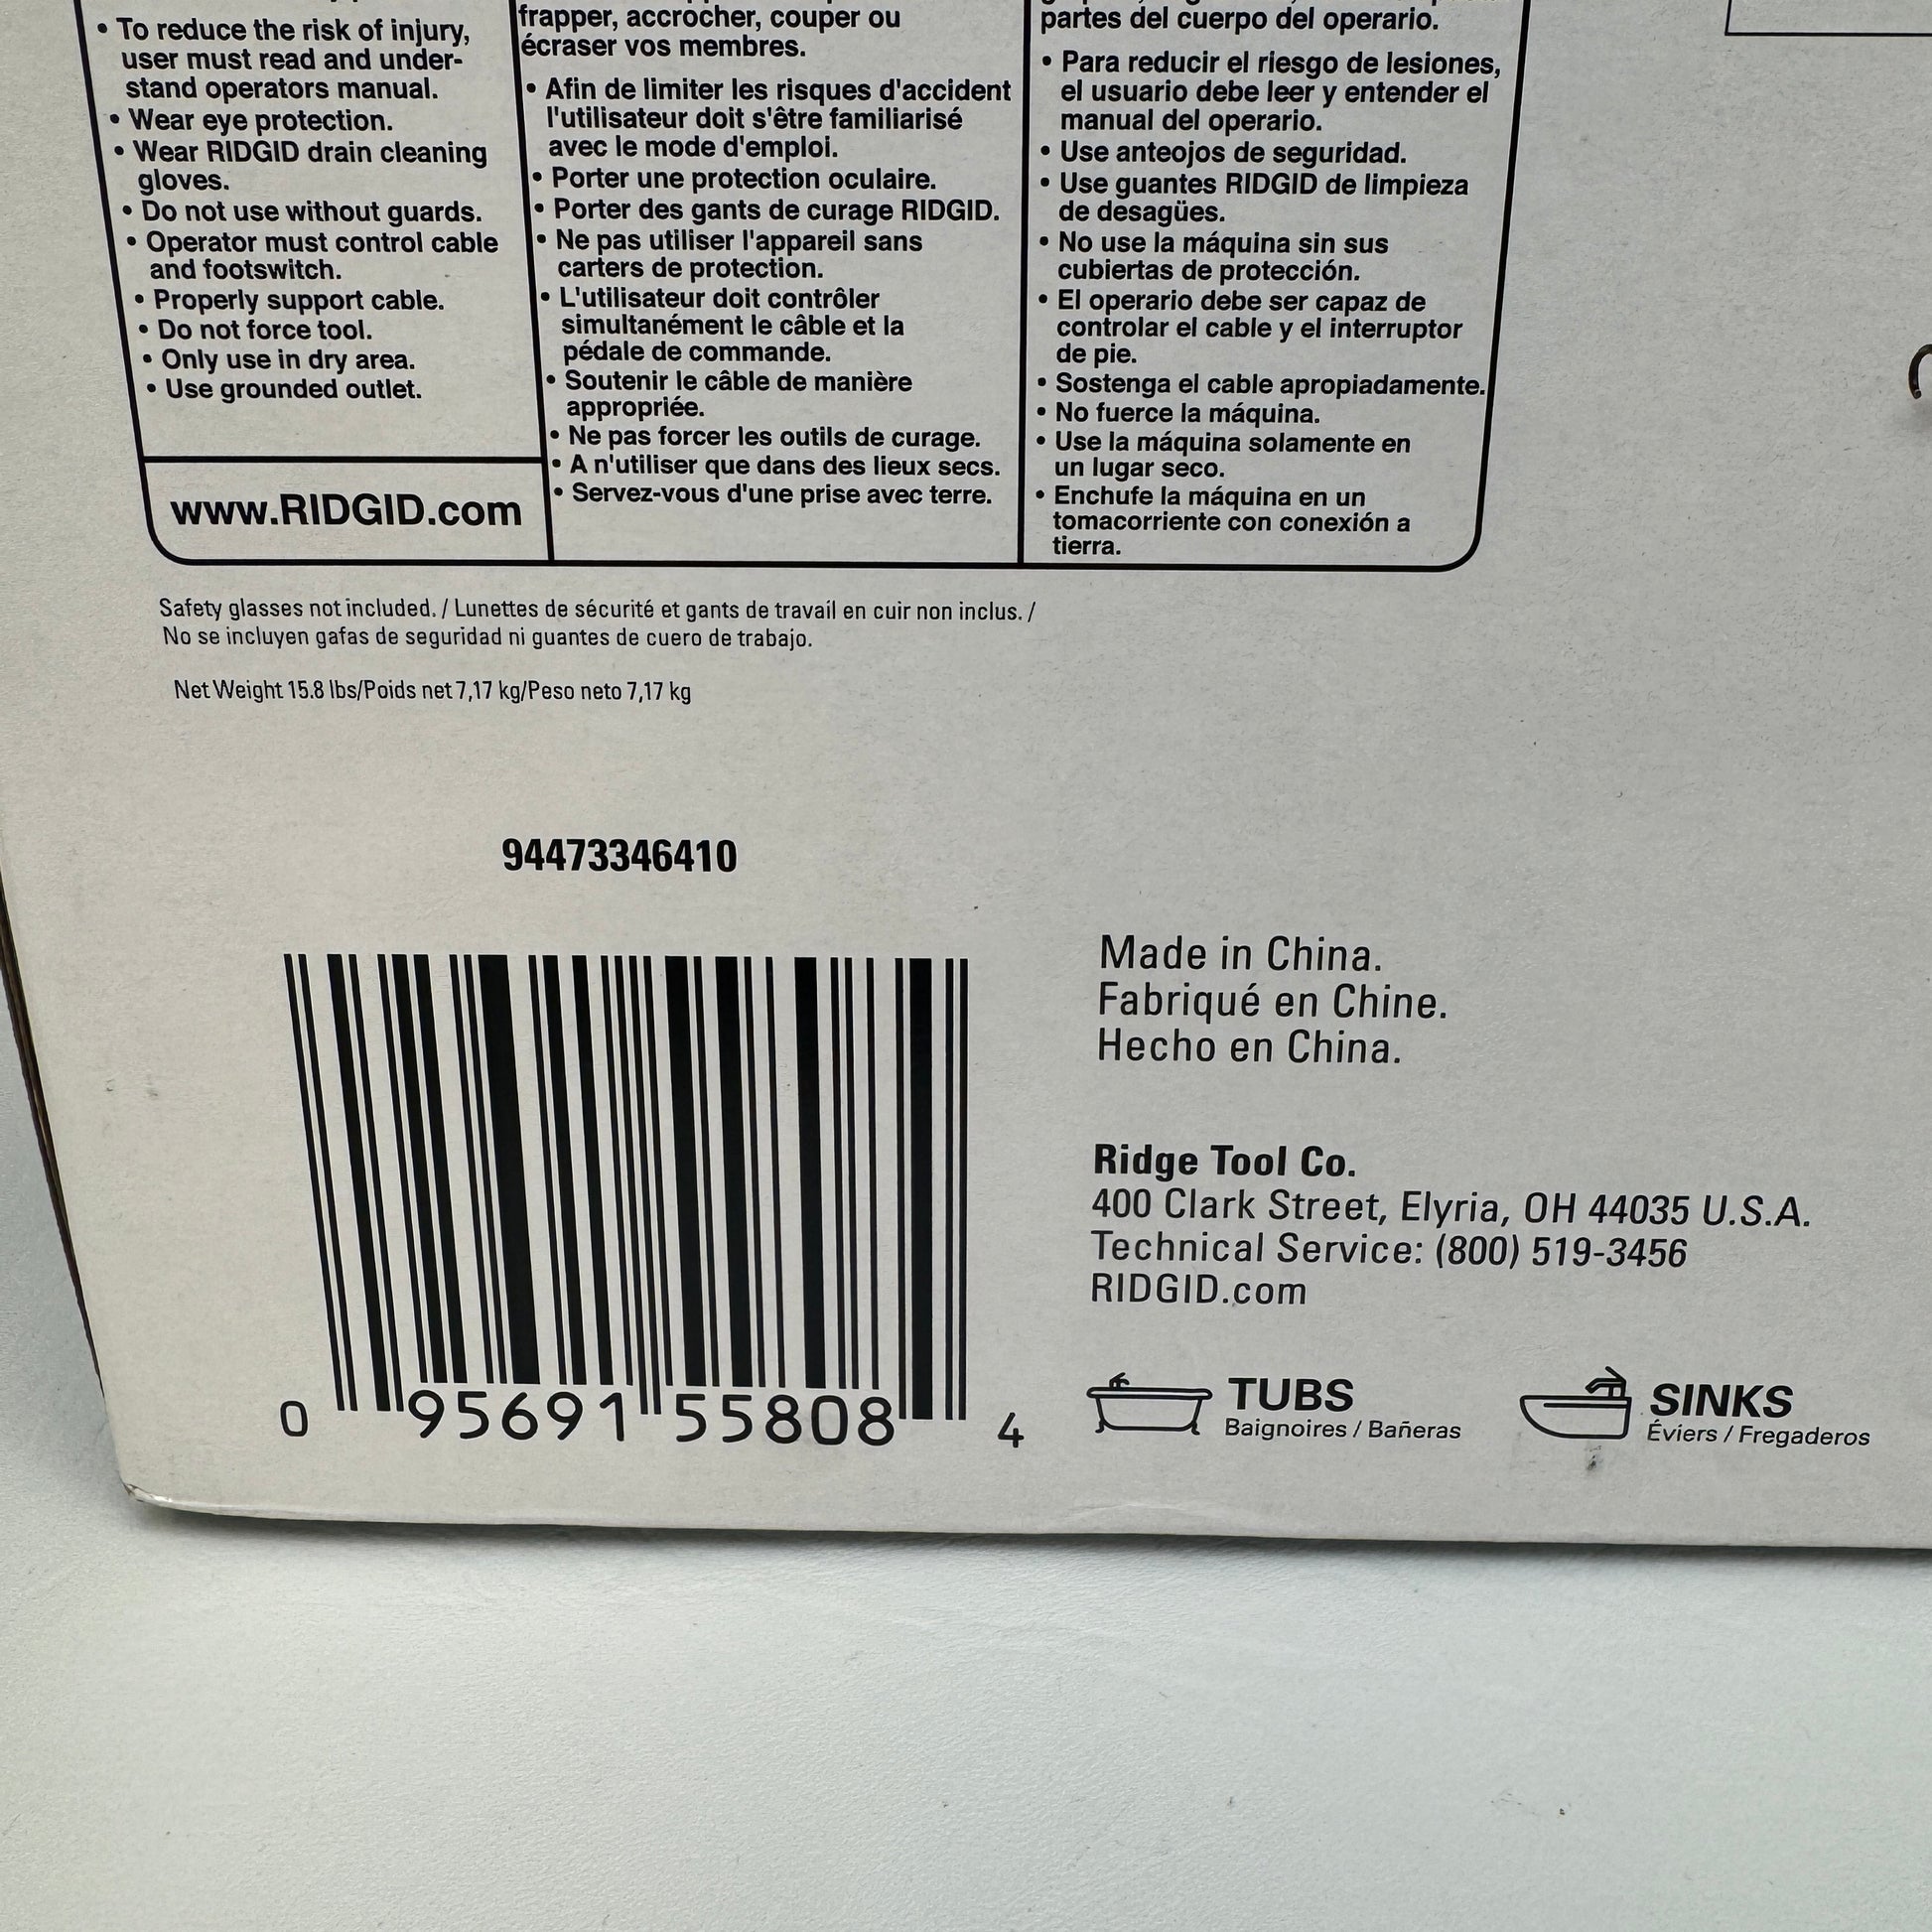 • To reduce the risk of injury,
user must read and under-
stand operators manual.
• Wear eye protection.
• Wear RIDGID drain cleaning
gloves.
• Do not use without guards.
• Operator must control cable
and footswitch.
• Properly support cable.
• Do not force tool.
• Only use in dry area.
• Use grounded outlet.
www.RIDGID.com
frapper, accrocher, couper ou
écraser vos membres.
• Afin de limiter les risques d'accident
l'utilisateur doit s'être familiarisé
avec le mode d'emploi.
• Porter une protection oculaire.
• Porter des gants de curage RIDGID.
• Ne pas utiliser l'appareil sans
carters de protection.
• L'utilisateur doit contrôler
simultanément le câble et la
pédale de commande.
• Soutenir le câble de manière
appropriée.
• Ne pas forcer les outils de curage.
• A n'utiliser que dans des lieux secs.
• Servez-vous d'une prise avec terre.
partes del cuerpo del operario.
• Para reducir el riesgo de lesiones,
el usuario debe leer y entender el
manual del operario.
• Use anteojos de seguridad.
• Use guantes RIDGID de limpieza
de desagües.
• No use la máquina sin sus
cubiertas de protección.
• El operario debe ser capaz de
controlar el cable y el interruptor
de pie.
• Sostenga el cable apropiadamente.
• No fuerce la máquina.
• Use la máquina solamente en
un lugar seco.
• Enchufe la máquina en un
tomacorriente con conexión a
tierra.
Safety glasses not included. / Lunettes de sécurité et gants de travail en cuir non inclus. /
No se incluyen gafas de seguridad ni guantes de cuero de trabajo.
Net Weight 15.8 lbs/Poids net 7,17 kg/Peso neto 7,17 kg
94473346410
0 95691 55808 4
Made in China.
Fabriqué en Chine.
Hecho en China.
Ridge Tool Co.
400 Clark Street, Elyria, OH 44035 U.S.A.
Technical Service: (800) 519-3456
RIDGID.com
TUBS
Baignoires / Bañeras
SINKS
Éviers / Fregaderos